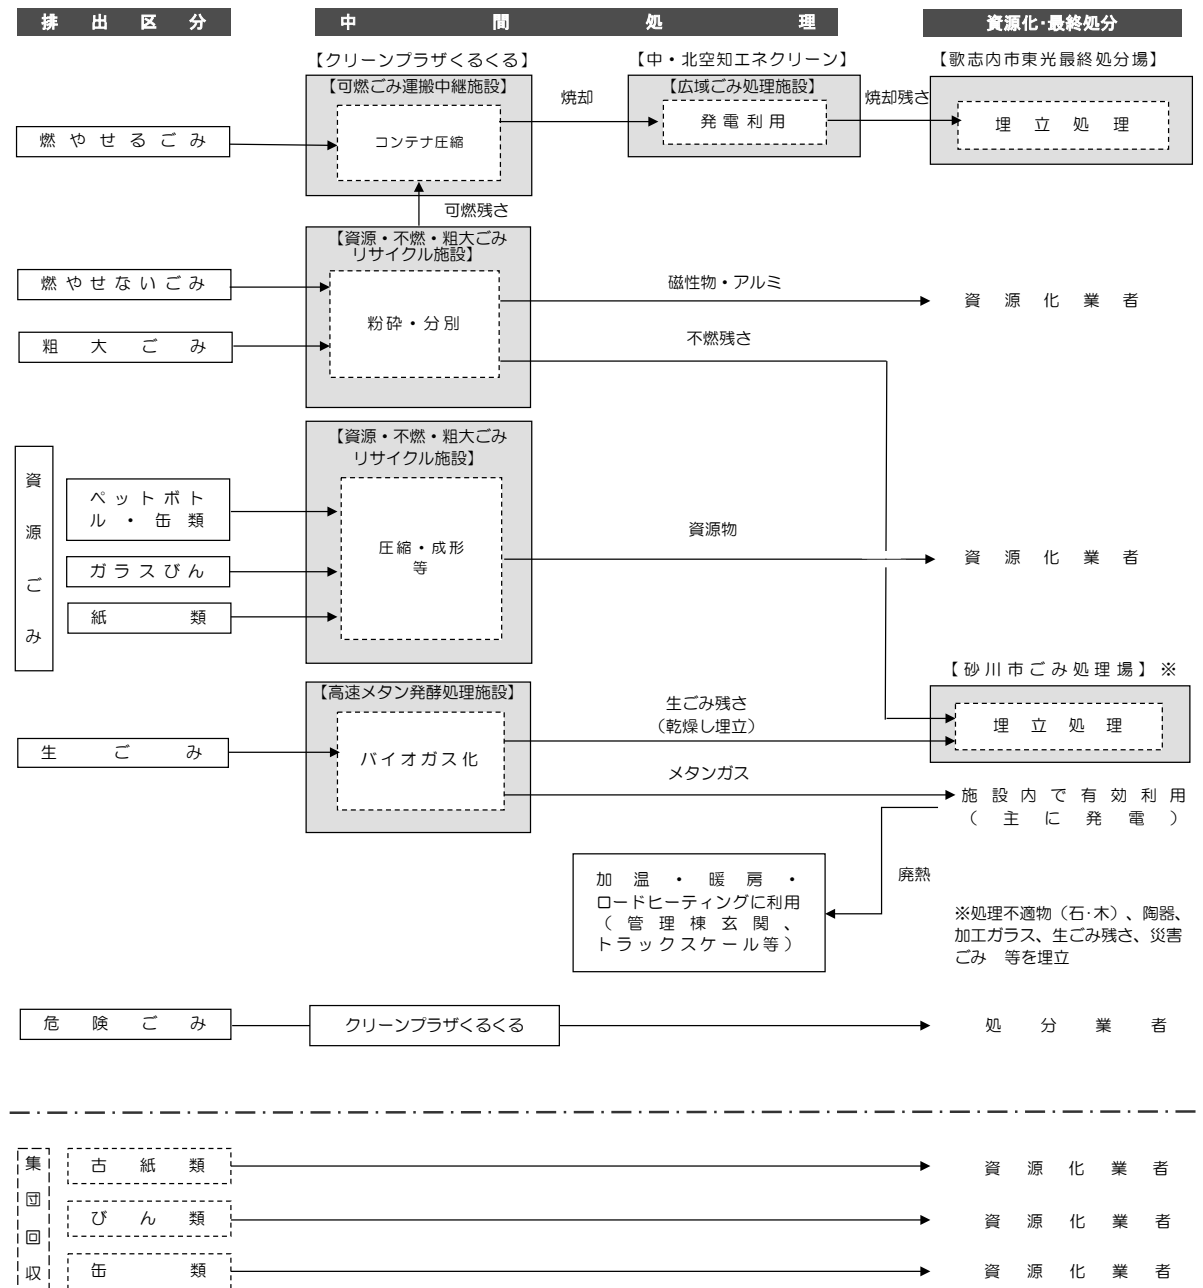 排出区分
中間処理
資源化・最終処分
【クリーンプラザくるくる】
【中・北空知エネクリーン】
【歌志内市東光最終処分場】
【可燃ごみ運搬中継施設】
焼却
【広域ごみ処理施設】
焼却残さ
燃やせるごみ
コンテナ圧縮
発電利用
埋立処理
可燃残さ
【資源・不燃・粗大ごみ
リサイクル施設】
燃やせないごみ
磁性物・アルミ
資源化業者
粉砕・分別
粗大ごみ
不燃残さ
【資源・不燃・粗大ごみ
リサイクル施設】
資源ごみ
ペットボト
ル・缶類
圧縮・成形
等
資源物
資源化業者
ガラスびん
紙類
【砂川市ごみ処理場】※
【高速メタン発酵処理施設】
生ごみ残さ
（乾燥し埋立）
埋立処理
生ごみ
バイオガス化
メタンガス
施設内で有効利用
（主に発電）
廃熱
加温・暖房・
ロードヒーティングに利用
（管理棟玄関、
トラックスケール等）
※処理不適物（石・木）、陶器、
加工ガラス、生ごみ残さ、災害
ごみ　等を埋立
危険ごみ
クリーンプラザくるくる
処分業者
集団回収
古紙類
資源化業者
びん類
資源化業者
缶類
資源化業者